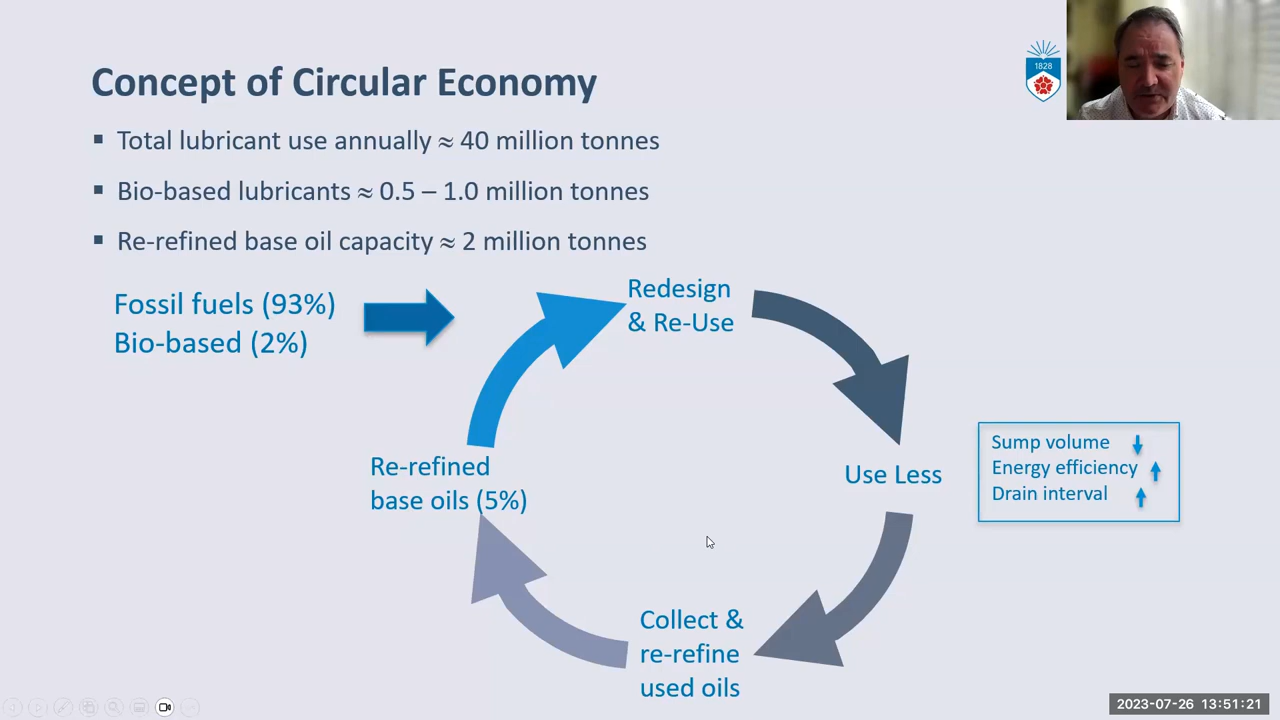 Concept of Circular Economy
1828
▪ Total lubricant use annually ≈ 40 million tonnes
▪ Bio-based lubricants ≈ 0.5 – 1.0 million tonnes
▪ Re-refined base oil capacity ≈ 2 million tonnes
Fossil fuels (93%)
Bio-based (2%)
Redesign
& Re-Use
Re-refined
base oils (5%)
Use Less
Sump volume
Energy efficiency
Drain interval
Collect &
re-refine
used oils
2023-07-26 13:51:21